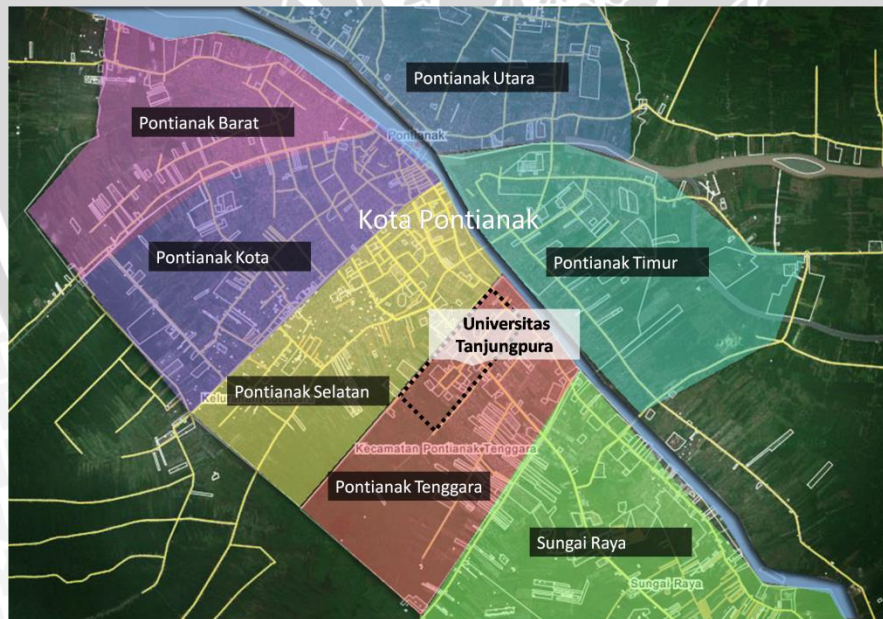 Pontianak Utara
Pontianak Barat
Pontianak
Kota Pontianak
Pontianak Kota
Pontianak Timur
Universitas
Tanjungpura
Pontianak Selatan
Kecamatan Pontianak Tenggara
Pontianak Tenggara
Sungai Raya
Sungai Raya